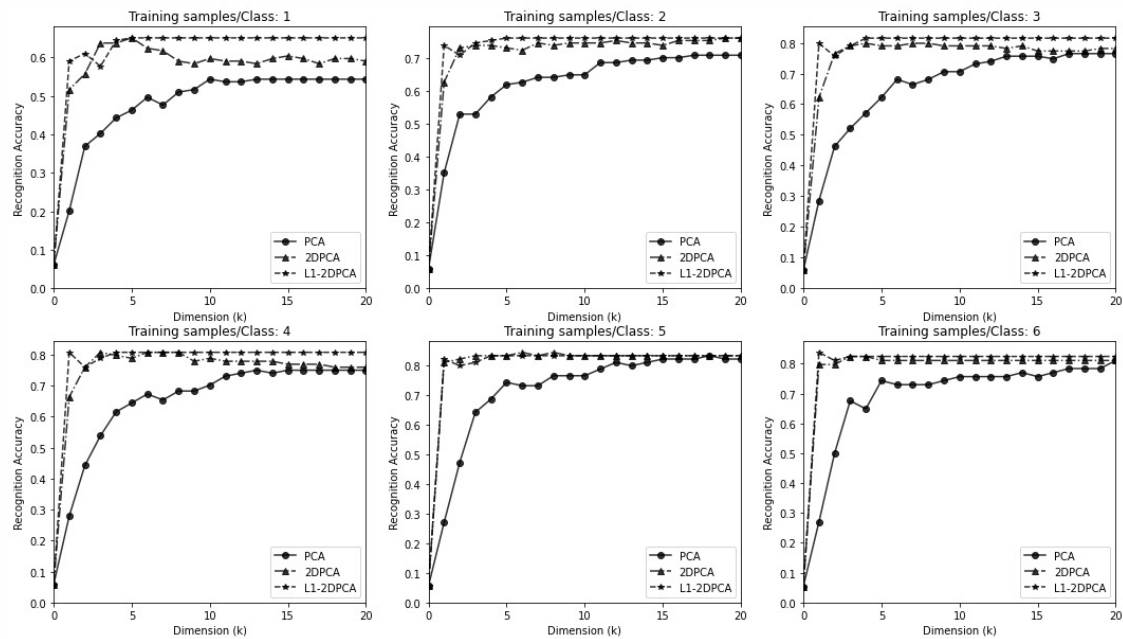 Training samples/Class: 1
Recognition Accuracy
0.6
0.5
0.4
0.3
0.2
0.1
0.0
PCA
2DPCA
L1-2DPCA
0 5 10 15 20
Dimension (k)
Training samples/Class: 2
Recognition Accuracy
0.7
0.6
0.5
0.4
0.3
0.2
0.1
0.0
PCA
2DPCA
L1-2DPCA
0 5 10 15 20
Dimension (k)
Training samples/Class: 3
Recognition Accuracy
0.8
0.7
0.6
0.5
0.4
0.3
0.2
0.1
0.0
PCA
2DPCA
L1-2DPCA
0 5 10 15 20
Dimension (k)
Training samples/Class: 4
Recognition Accuracy
0.8
0.7
0.6
0.5
0.4
0.3
0.2
0.1
0.0
PCA
2DPCA
L1-2DPCA
0 5 10 15 20
Dimension (k)
Training samples/Class: 5
Recognition Accuracy
0.8
0.7
0.6
0.5
0.4
0.3
0.2
0.1
0.0
PCA
2DPCA
L1-2DPCA
0 5 10 15 20
Dimension (k)
Training samples/Class: 6
Recognition Accuracy
0.8
0.7
0.6
0.5
0.4
0.3
0.2
0.1
0.0
PCA
2DPCA
L1-2DPCA
0 5 10 15 20
Dimension (k)